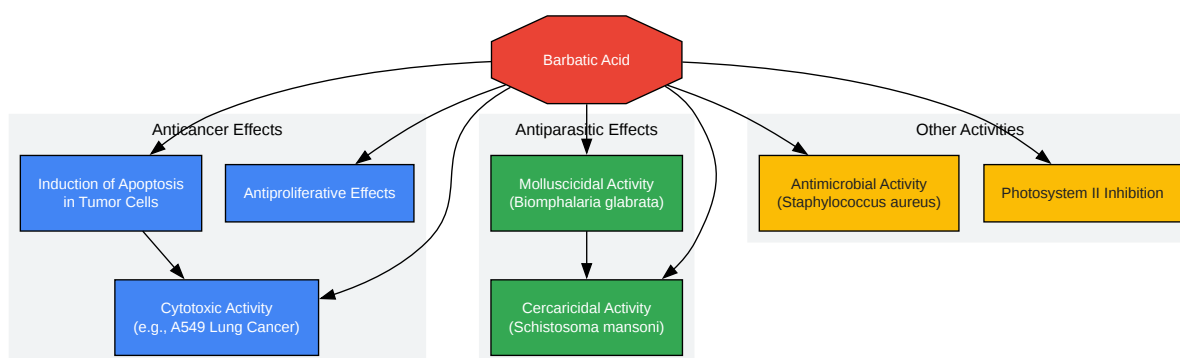 Barbatic Acid
Anticancer Effects
Antiparasitic Effects
Other Activities
Induction of Apoptosis
in Tumor Cells
Antiproliferative Effects
Molluscicidal Activity
(Biomphalaria glabrata)
Antimicrobial Activity
(Staphylococcus aureus)
Photosystem II Inhibition
Cytotoxic Activity
(e.g., A549 Lung Cancer)
Cercaricidal Activity
(Schistosoma mansoni)